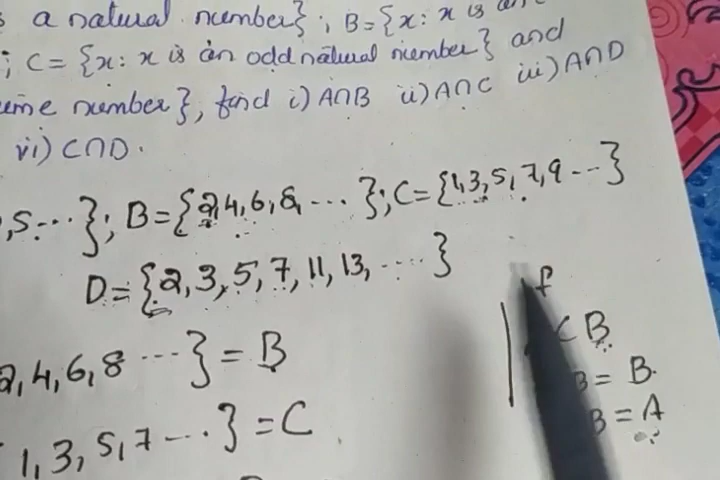 a natural number}; B={x: x is an
; C={x: x is an odd natural number} and
number}, find i) A∩B ii) A∩C iii) A∩D
vi) C∩D.
,5...}; B={2,4,6,8,...}; C={1,3,5,7,9...}
D={2,3,5,7,11,13,....}
2,4,6,8...}=B
1,3,5,7...}=C
f
⊂B
B=B.
B=A